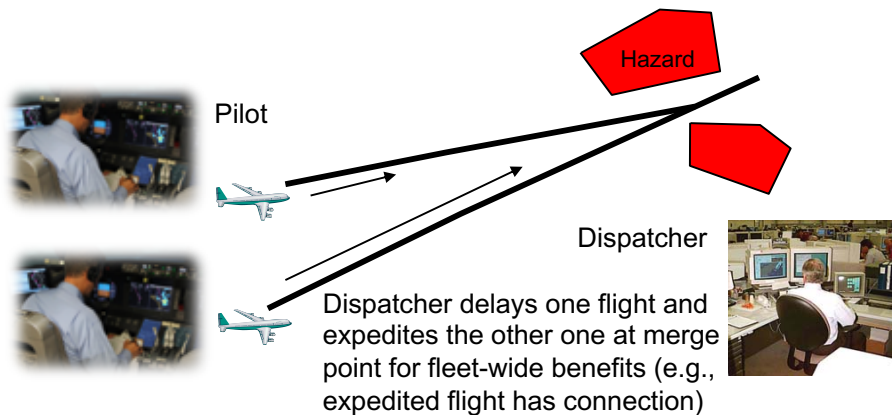 Hazard
Pilot
Dispatcher
Dispatcher delays one flight and
expedites the other one at merge
point for fleet-wide benefits (e.g.,
expedited flight has connection)